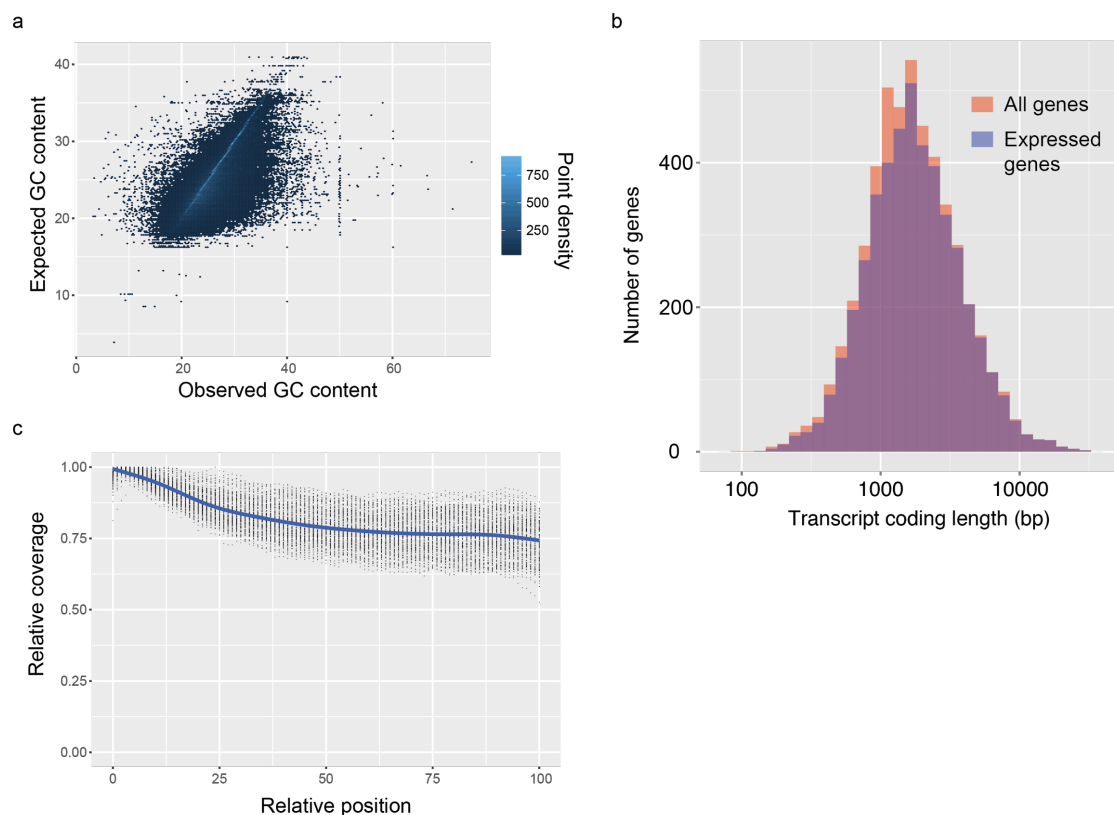 a
Expected GC content
40
30
20
10
0
20
40
60
Observed GC content
Point density
750
500
250
b
Number of genes
400
200
0
100
1000
10000
Transcript coding length (bp)
All genes
Expressed
genes
c
Relative coverage
1.00
0.75
0.50
0.25
0.00
0
25
50
75
100
Relative position